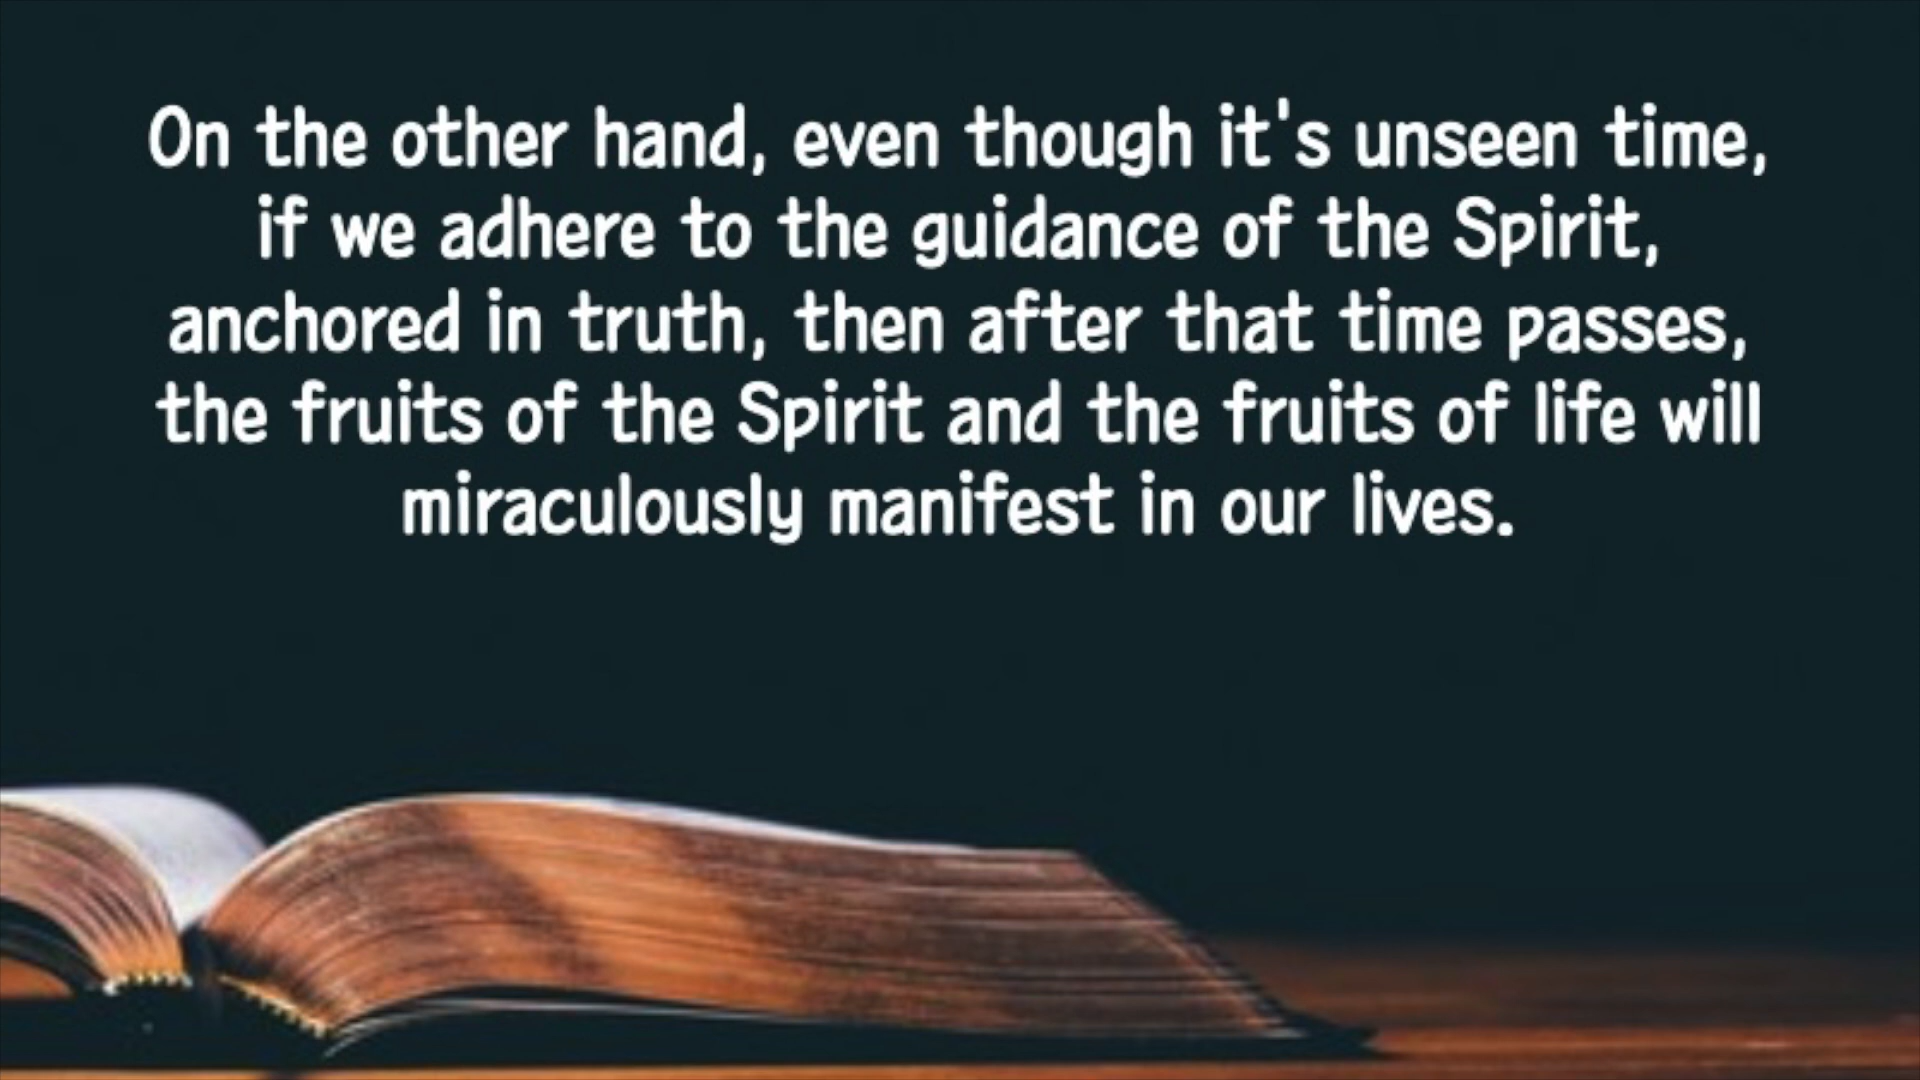 On the other hand, even though it's unseen time,
if we adhere to the guidance of the Spirit,
anchored in truth, then after that time passes,
the fruits of the Spirit and the fruits of life will
miraculously manifest in our lives.